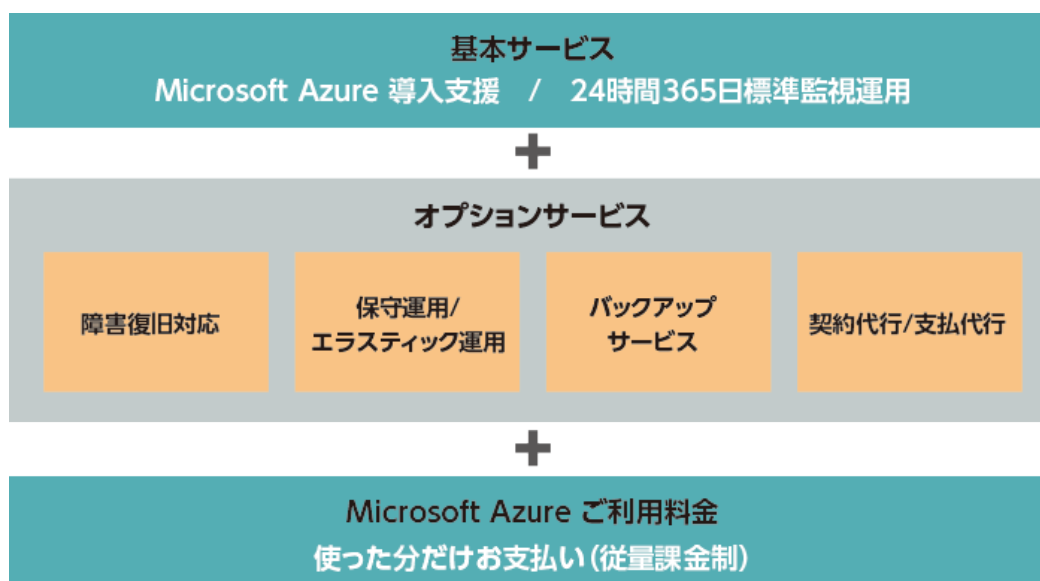 基本サービス
Microsoft Azure 導入支援 / 24時間365日標準監視運用
+
オプションサービス
障害復旧対応
保守運用/
エラスティック運用
バックアップ
サービス
契約代行/支払代行
+
Microsoft Azure ご利用料金
使った分だけお支払い(従量課金制)